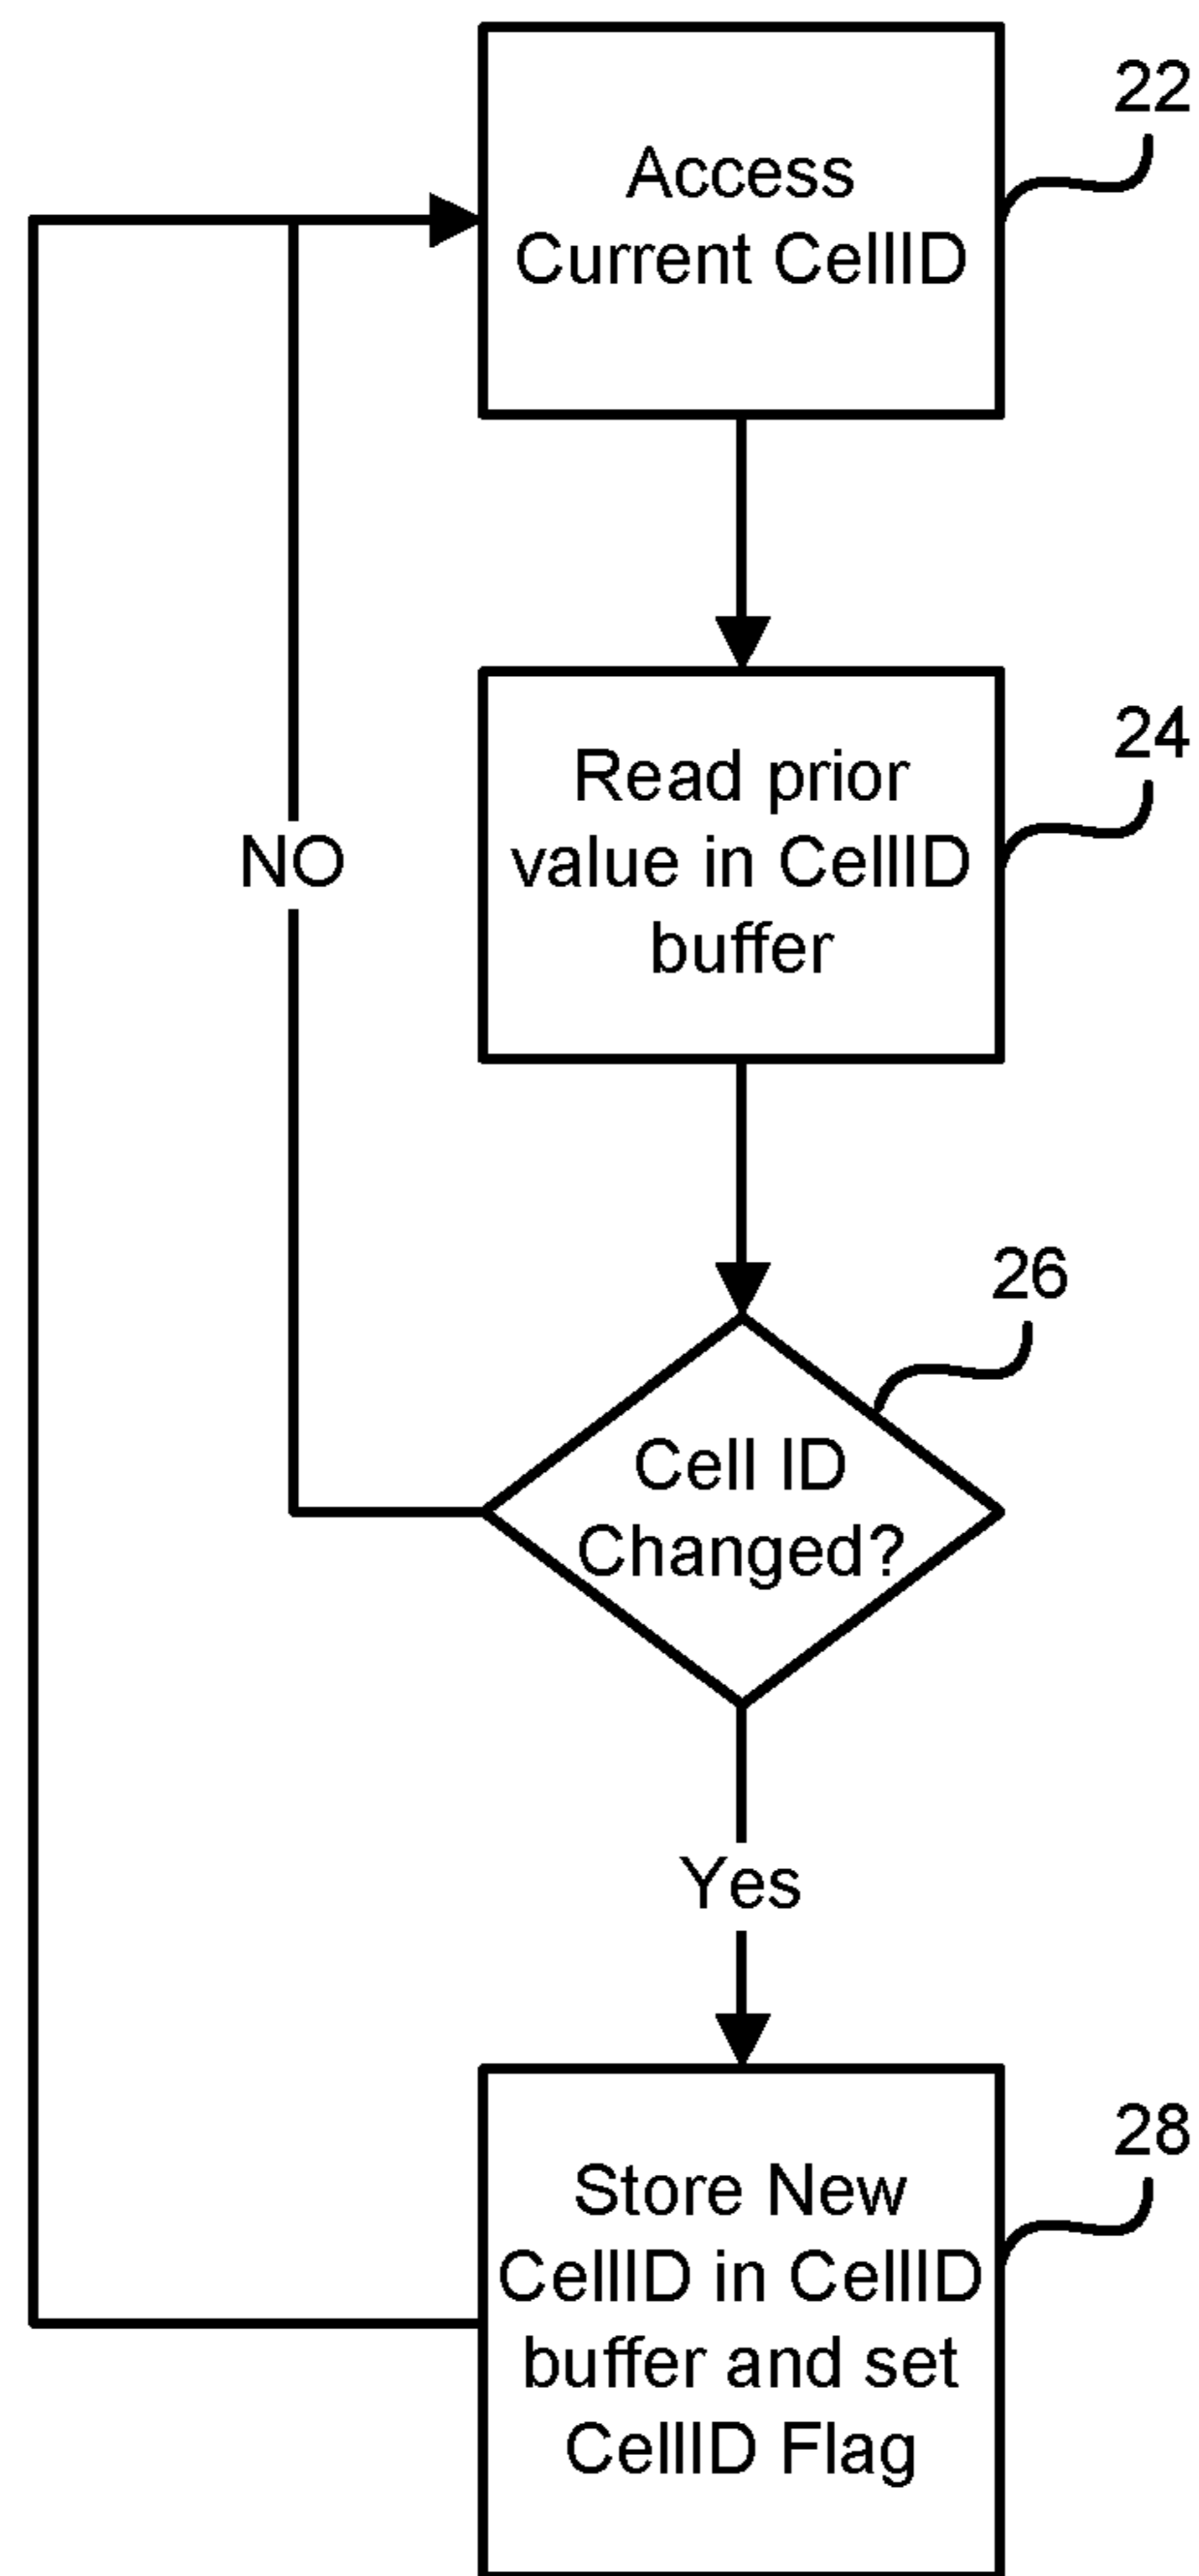 22
Access
Current CellID
24
Read prior
value in CellID
buffer
NO
26
Cell ID
Changed?
Yes
28
Store New
CellID in CellID
buffer and set
CellID Flag